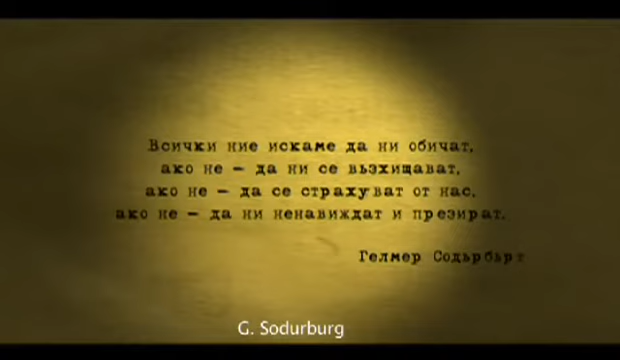 Всички ние искаме да ни обичат,
ако не – да ни се възхищават,
ако не – да се страхуват от нас,
ако не – да ни ненавиждат и презират.
Гелмер Содърбърг
G. Sodurburg